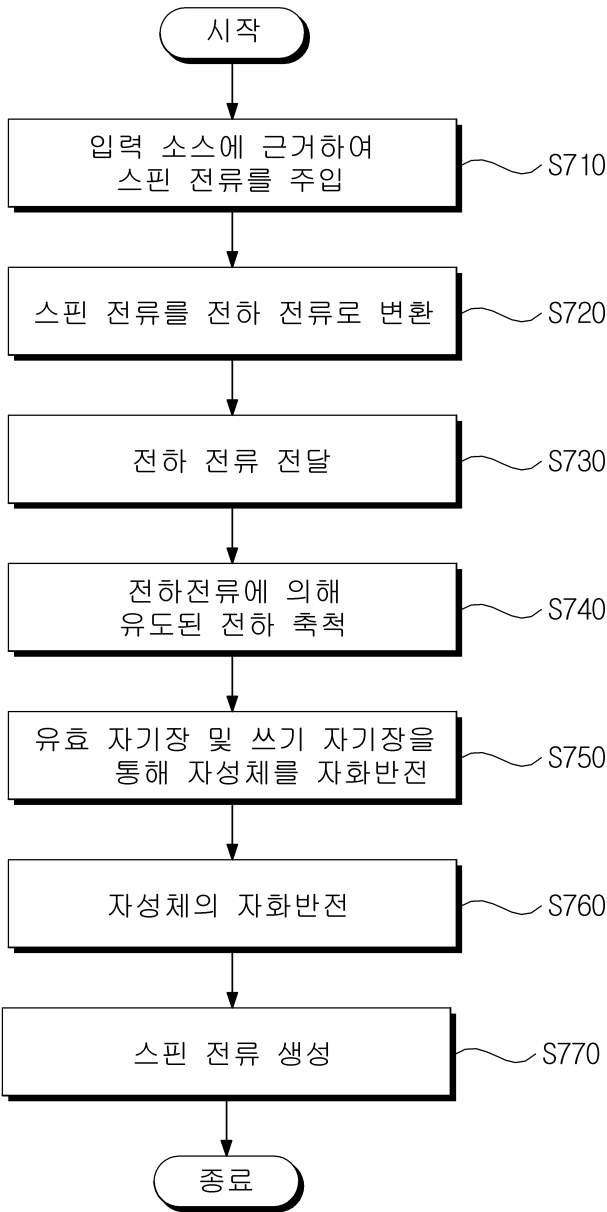 시작
입력 소스에 근거하여
스핀 전류를 주입
S710
스핀 전류를 전하 전류로 변환
S720
전하 전류 전달
S730
전하전류에 의해
유도된 전하 축척
S740
유효 자기장 및 쓰기 자기장을
통해 자성체를 자화반전
S750
자성체의 자화반전
S760
스핀 전류 생성
S770
종료